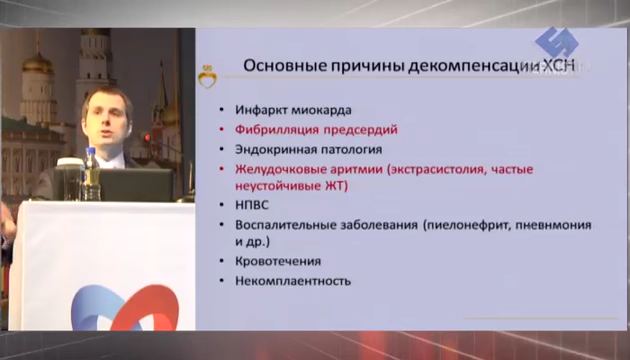 Основные причины декомпенсации ХСН
• Инфаркт миокарда
• Фибрилляция предсердий
• Эндокринная патология
• Желудочковые аритмии (экстрасистолия, частые
неустойчивые ЖТ)
• НПВС
• Воспалительные заболевания (пиелонефрит, пневнмония
и др.)
• Кровотечения
• Некомплаентность